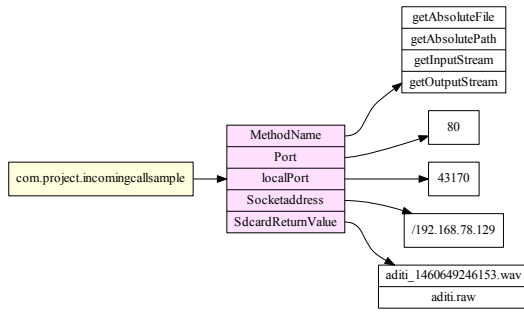 getAbsoluteFile
getAbsolutePath
getInputStream
getOutputStream
MethodName
Port
localPort
Socketaddress
SdcardReturnValue
com.project.incomingcallsample
80
43170
/192.168.78.129
aditi_1460649246153.wav
aditi.raw